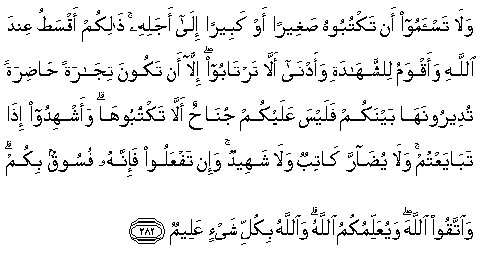 وَلَا تَسْـَٔمُوٓا۟ أَن تَكْتُبُوهُ صَغِيرًا أَوْ كَبِيرًا إِلَىٰٓ أَجَلِهِۦ ۚ ذَٰلِكُمْ أَقْسَطُ عِندَ
ٱللَّهِ وَأَقْوَمُ لِلشَّهَـٰدَةِ وَأَدْنَىٰٓ أَلَّا تَرْتَابُوٓا۟ ۖ إِلَّآ أَن تَكُونَ تِجَـٰرَةً حَاضِرَةً
تُدِيرُونَهَا بَيْنَكُمْ فَلَيْسَ عَلَيْكُمْ جُنَاحٌ أَلَّا تَكْتُبُوهَا ۗ وَأَشْهِدُوٓا۟ إِذَا
تَبَايَعْتُمْ ۚ وَلَا يُضَآرَّ كَاتِبٌ وَلَا شَهِيدٌ ۚ وَإِن تَفْعَلُوا۟ فَإِنَّهُۥ فُسُوقٌۢ بِكُمْ ۗ
وَٱتَّقُوا۟ ٱللَّهَ ۖ وَيُعَلِّمُكُمُ ٱللَّهُ ۗ وَٱللَّهُ بِكُلِّ شَىْءٍ عَلِيمٌ ٢٨٢